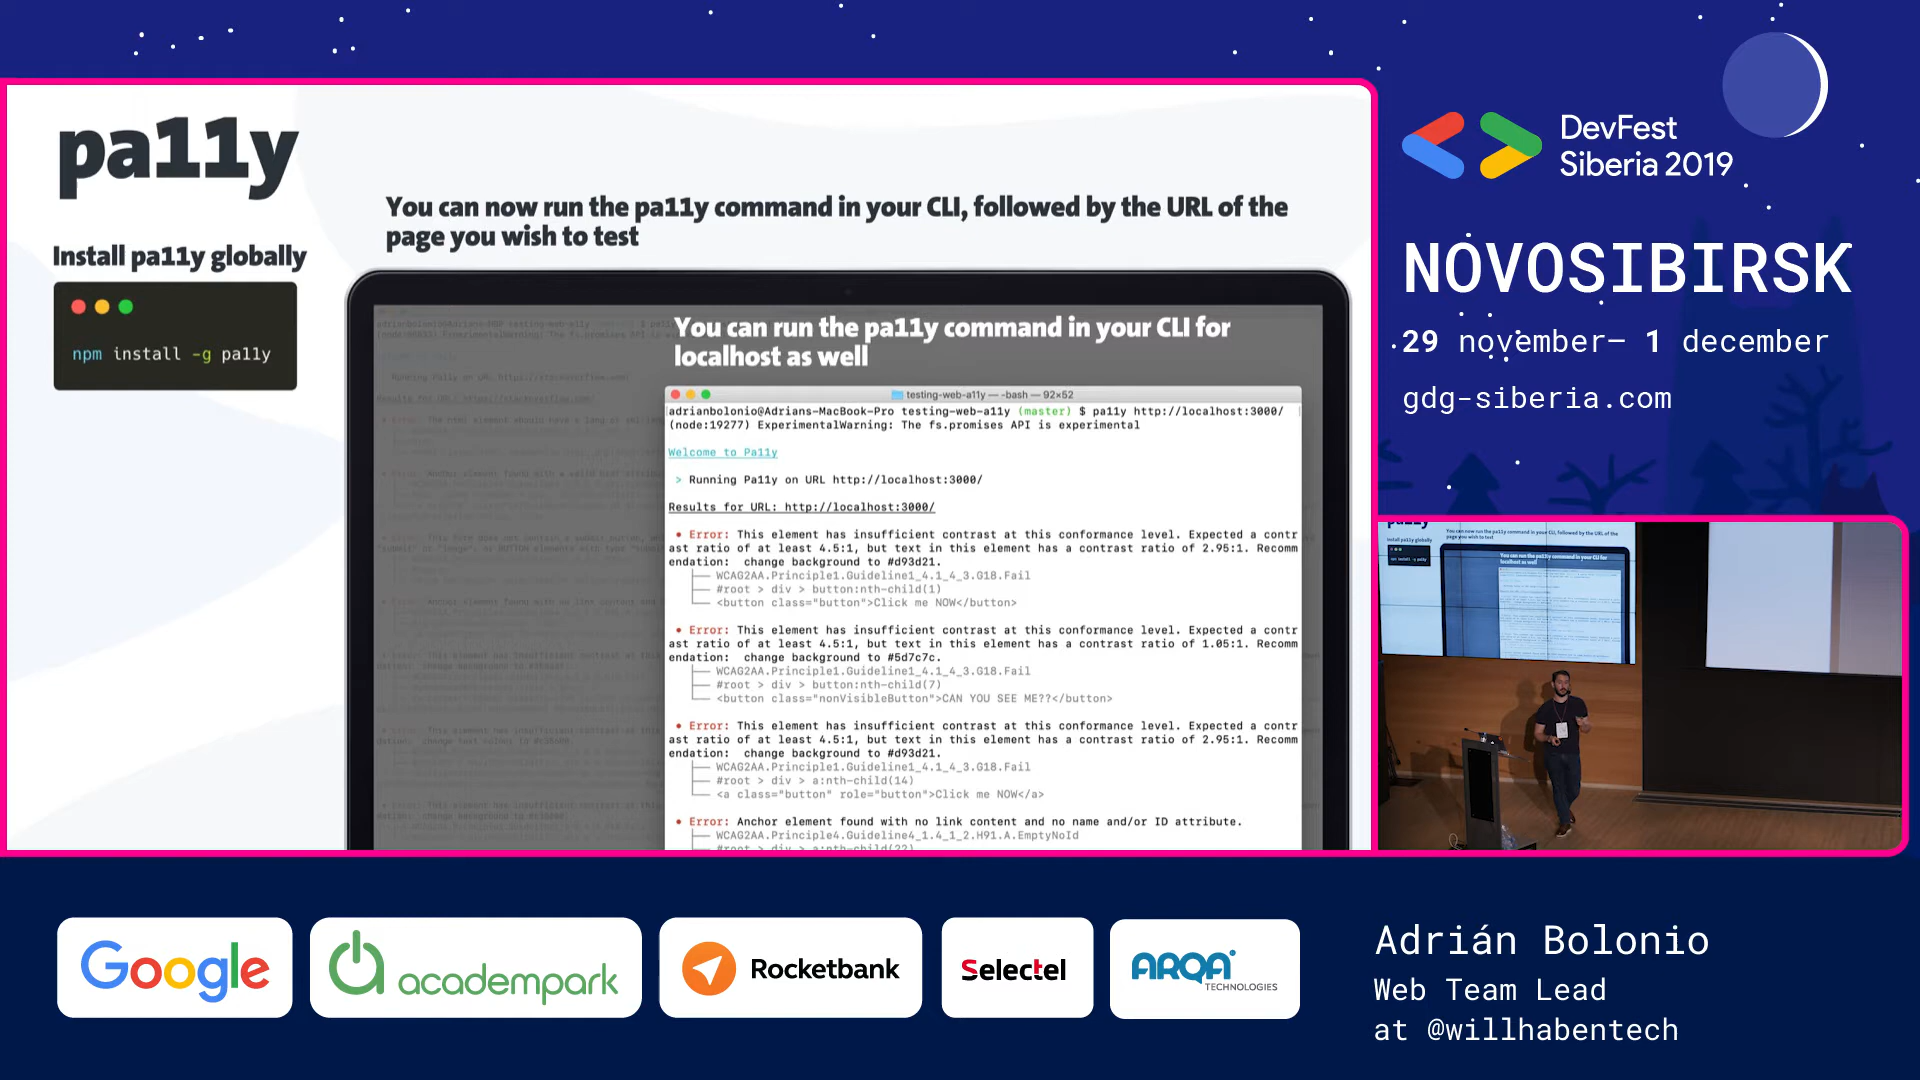 pa11y
Install pa11y globally
npm install -g pa11y
You can now run the pa11y command in your CLI, followed by the URL of the
page you wish to test
You can run the pa11y command in your CLI for
localhost as well
testing-web-a11y — -bash — 92×52
adrianbolonio@Adrians-MacBook-Pro testing-web-a11y (master) $ pa11y http://localhost:3000/
(node:19277) ExperimentalWarning: The fs.promises API is experimental
Welcome to Pa11y
> Running Pa11y on URL http://localhost:3000/
Results for URL: http://localhost:3000/
• Error: This element has insufficient contrast at this conformance level. Expected a contr
ast ratio of at least 4.5:1, but text in this element has a contrast ratio of 2.95:1. Recomm
endation:  change background to #d93d21.
├── WCAG2AA.Principle1.Guideline1_4.1_4_3.G18.Fail
├── #root > div > button:nth-child(1)
└── <button class="button">Click me NOW</button>
• Error: This element has insufficient contrast at this conformance level. Expected a contr
ast ratio of at least 4.5:1, but text in this element has a contrast ratio of 1.05:1. Recomm
endation:  change background to #5d7c7c.
├── WCAG2AA.Principle1.Guideline1_4.1_4_3.G18.Fail
├── #root > div > button:nth-child(7)
└── <button class="nonVisibleButton">CAN YOU SEE ME??</button>
• Error: This element has insufficient contrast at this conformance level. Expected a contr
ast ratio of at least 4.5:1, but text in this element has a contrast ratio of 2.95:1. Recomm
endation:  change background to #d93d21.
├── WCAG2AA.Principle1.Guideline1_4.1_4_3.G18.Fail
├── #root > div > a:nth-child(14)
└── <a class="button" role="button">Click me NOW</a>
• Error: Anchor element found with no link content and no name and/or ID attribute.
├── WCAG2AA.Principle4.Guideline4_1.4_1_2.H91.A.EmptyNoId
├── #root > div > a:nth-child(22)
DevFest
Siberia 2019
NOVOSIBIRSK
29 november– 1 december
gdg-siberia.com
Google
academpark
Rocketbank
Selectel
ARQA
TECHNOLOGIES
Adrián Bolonio
Web Team Lead
at @willhabentech